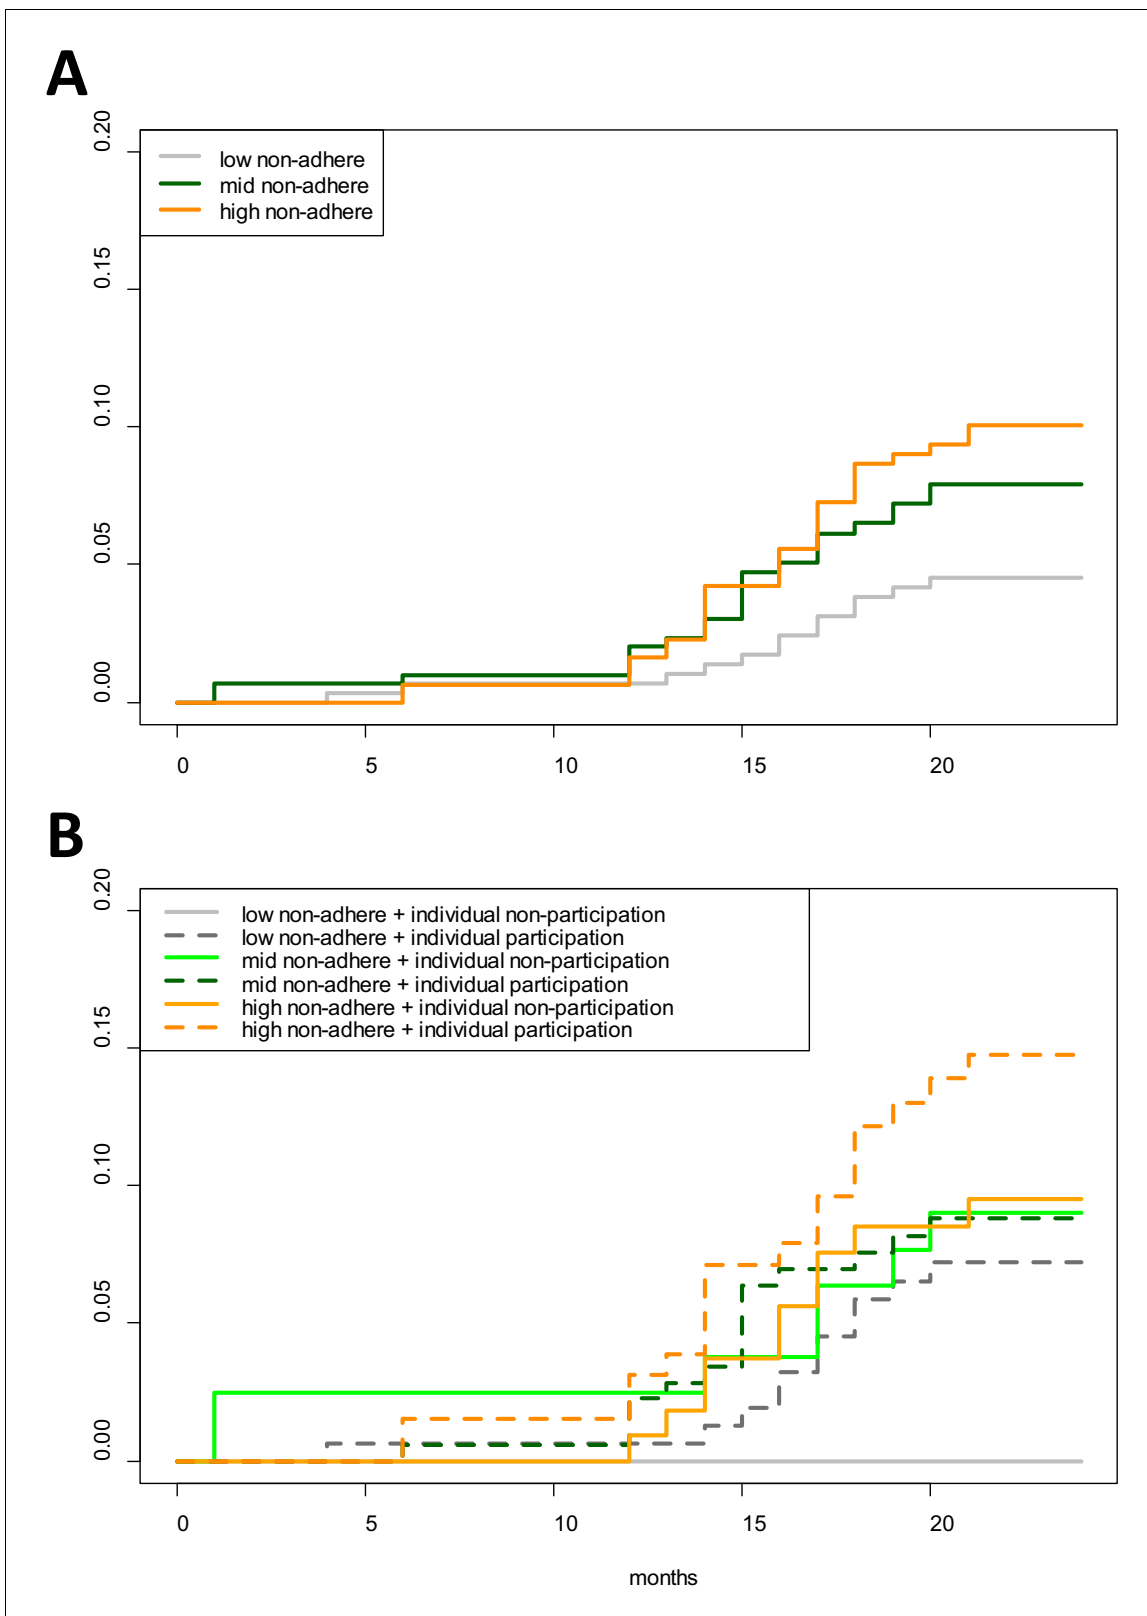 A
0.20
low non-adhere
mid non-adhere
high non-adhere
0.15
0.10
0.05
0.00
0 5 10 15 20
B
0.20
low non-adhere + individual non-participation
low non-adhere + individual participation
mid non-adhere + individual non-participation
mid non-adhere + individual participation
high non-adhere + individual non-participation
high non-adhere + individual participation
0.15
0.10
0.05
0.00
0 5 10 15 20
months